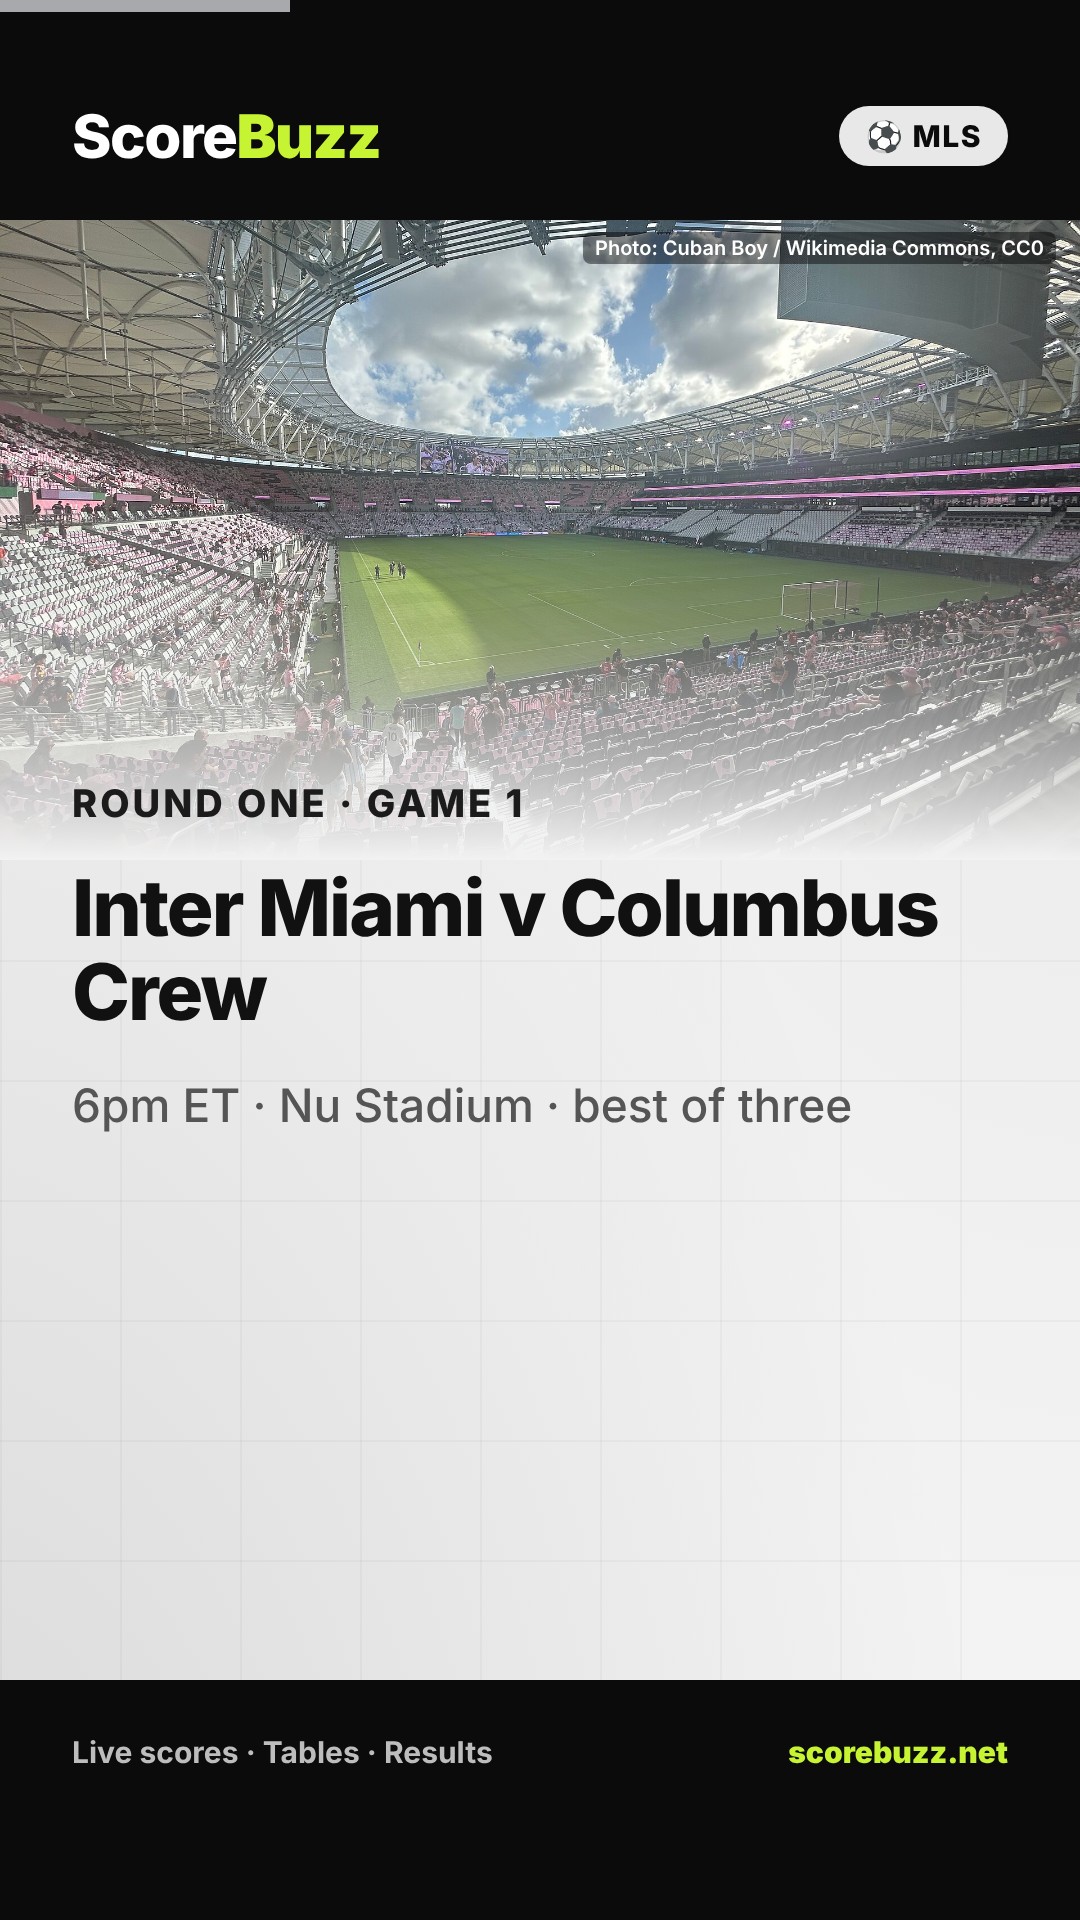 ScoreBuzz
⚽ MLS
Photo: Cuban Boy / Wikimedia Commons, CC0
ROUND ONE · GAME 1
Inter Miami v Columbus
Crew
6pm ET · Nu Stadium · best of three
Live scores · Tables · Results
scorebuzz.net